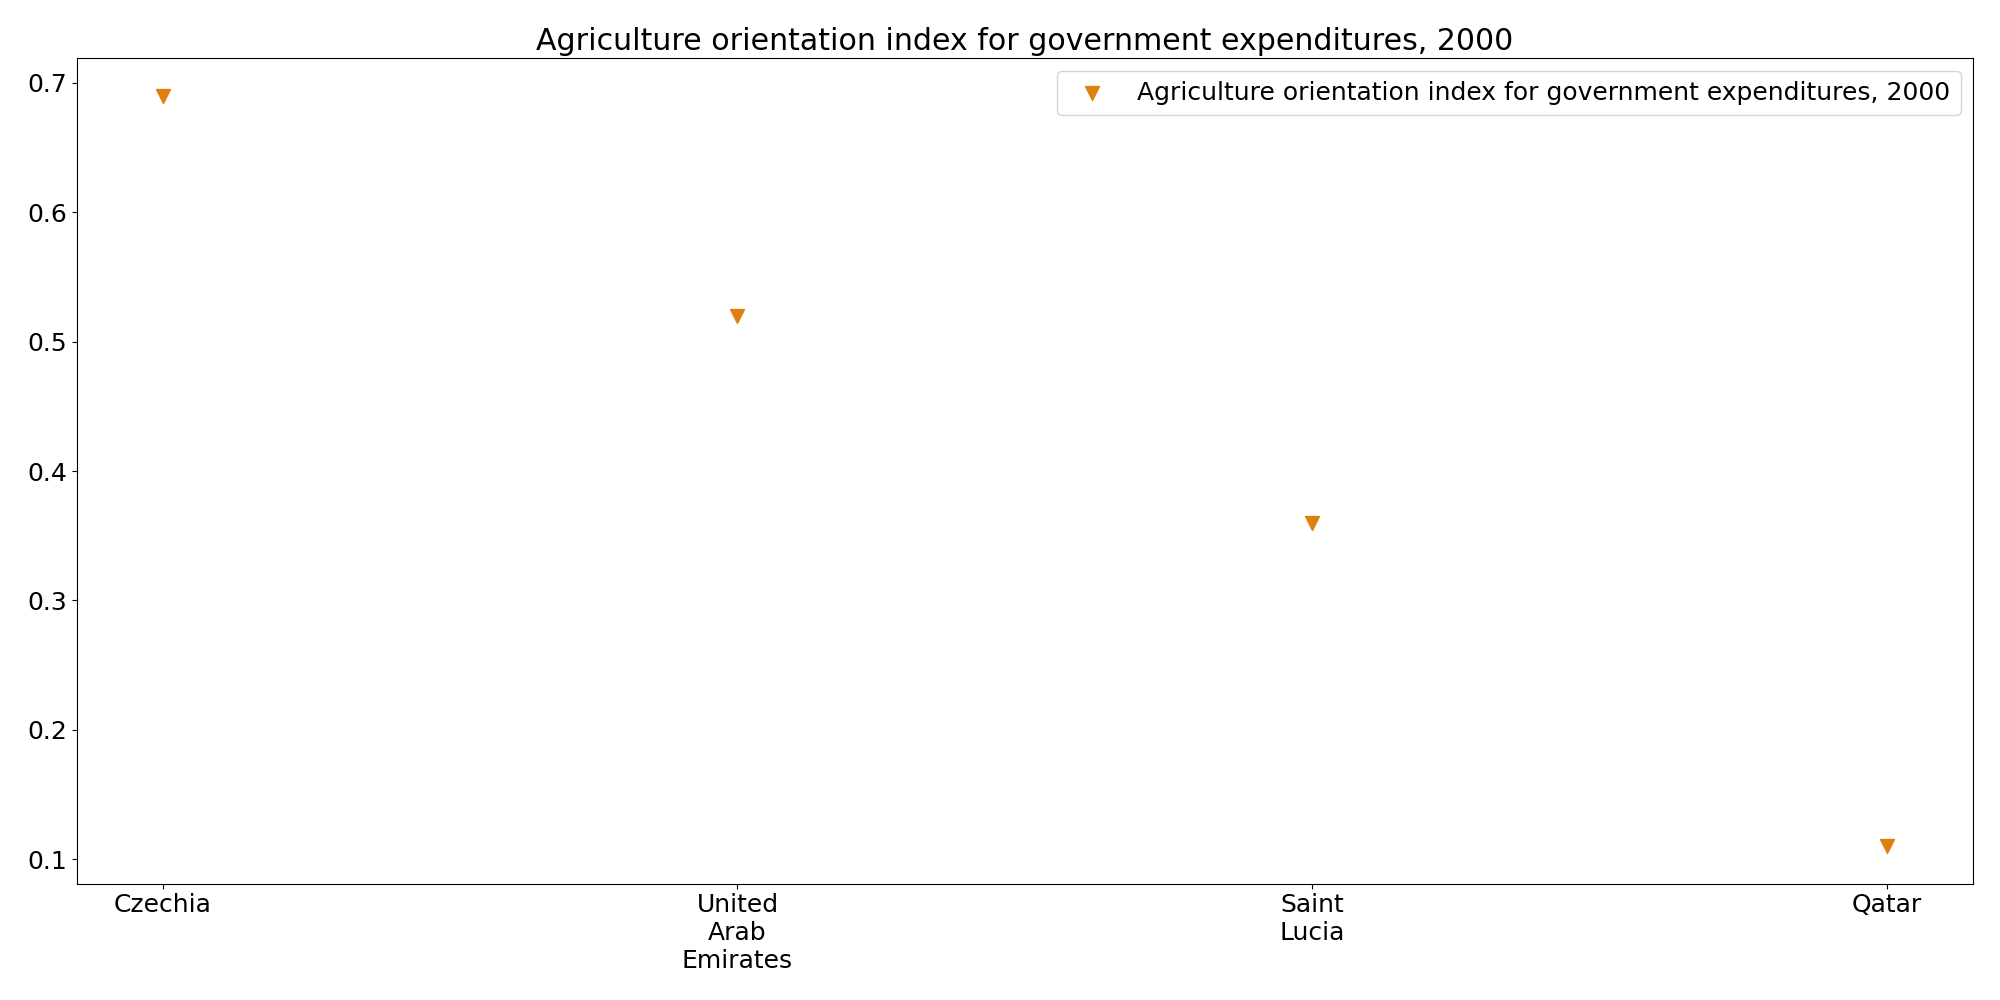 Agriculture orientation index for government expenditures, 2000
Agriculture orientation index for government expenditures, 2000
0.7
0.6
0.5
0.4
0.3
0.2
0.1
Czechia
United
Arab
Emirates
Saint
Lucia
Qatar